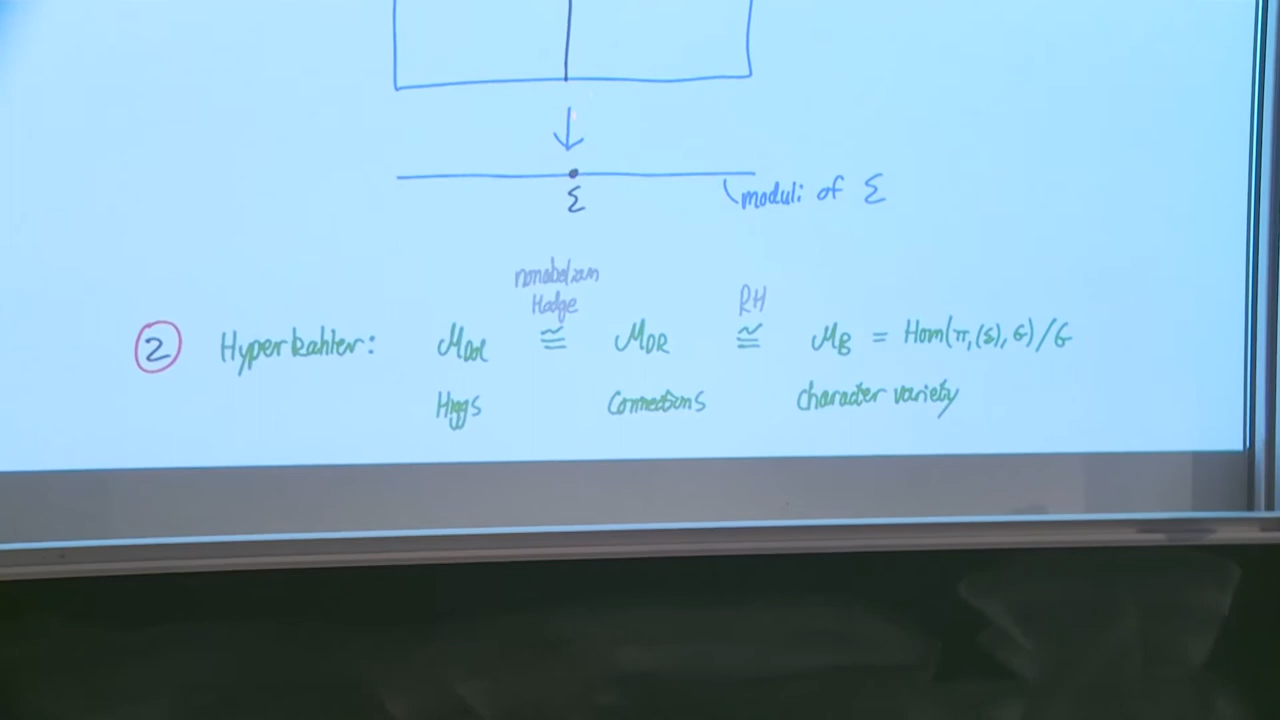 Σ
moduli of Σ
nonabelian
Hodge
RH
② Hyperkahler: M_Dol ≅ M_DR ≅ M_B = Hom(π₁(Σ), G)/G
Higgs Connections character variety